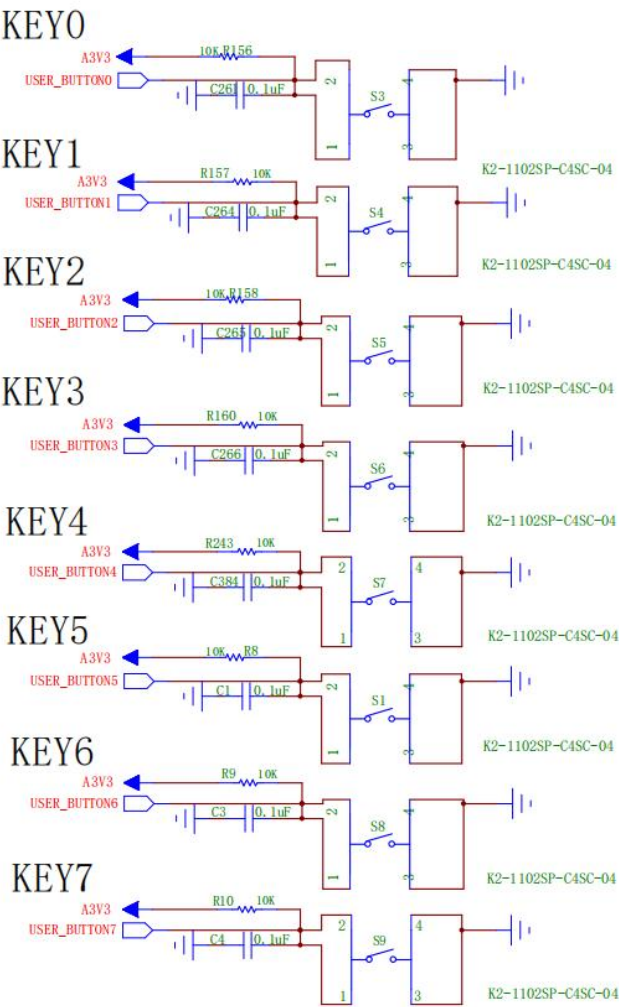 KEY0
A3V3 10K R156
USER_BUTTON0
C261 0.1uF 2 1 S3 4 3
K2-1102SP-C4SC-04
KEY1
A3V3 R157 10K
USER_BUTTON1
C264 0.1uF 2 1 S4 4 3
K2-1102SP-C4SC-04
KEY2
A3V3 10K R158
USER_BUTTON2
C265 0.1uF 2 1 S5 4 3
K2-1102SP-C4SC-04
KEY3
A3V3 R160 10K
USER_BUTTON3
C266 0.1uF 2 1 S6 4 3
K2-1102SP-C4SC-04
KEY4
A3V3 R243 10K
USER_BUTTON4
C384 0.1uF 2 1 S7 4 3
K2-1102SP-C4SC-04
KEY5
A3V3 10K R8
USER_BUTTON5
C1 0.1uF 2 1 S1 4 3
K2-1102SP-C4SC-04
KEY6
A3V3 R9 10K
USER_BUTTON6
C3 0.1uF 2 1 S8 4 3
K2-1102SP-C4SC-04
KEY7
A3V3 R10 10K
USER_BUTTON7
C4 0.1uF 2 1 S9 4 3
K2-1102SP-C4SC-04